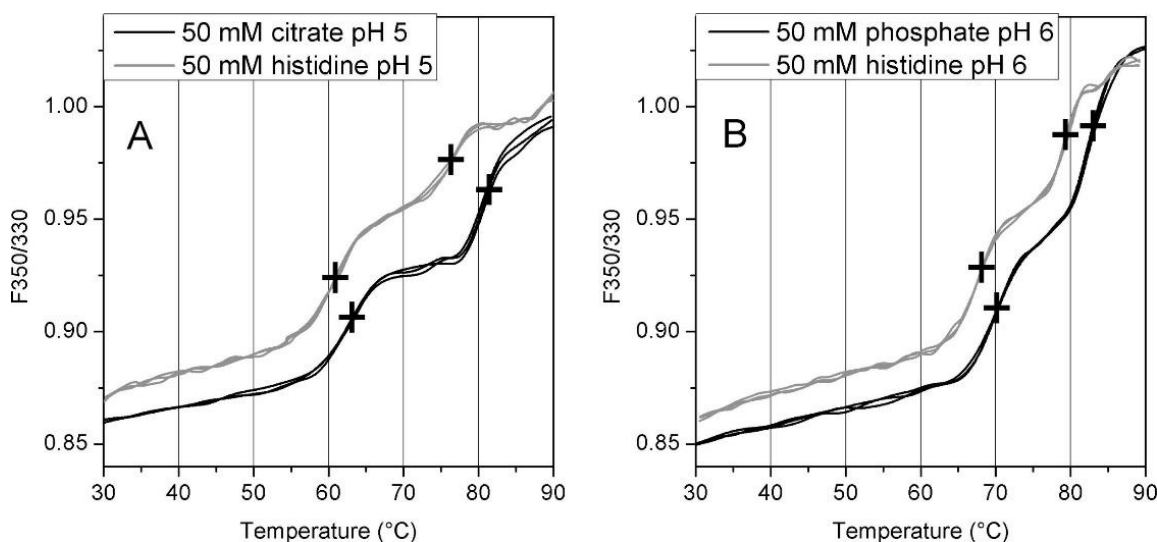 50 mM citrate pH 5
50 mM histidine pH 5
A
F350/330
1.00
0.95
0.90
0.85
30 40 50 60 70 80 90
Temperature (°C)
50 mM phosphate pH 6
50 mM histidine pH 6
B
F350/330
1.00
0.95
0.90
0.85
30 40 50 60 70 80 90
Temperature (°C)